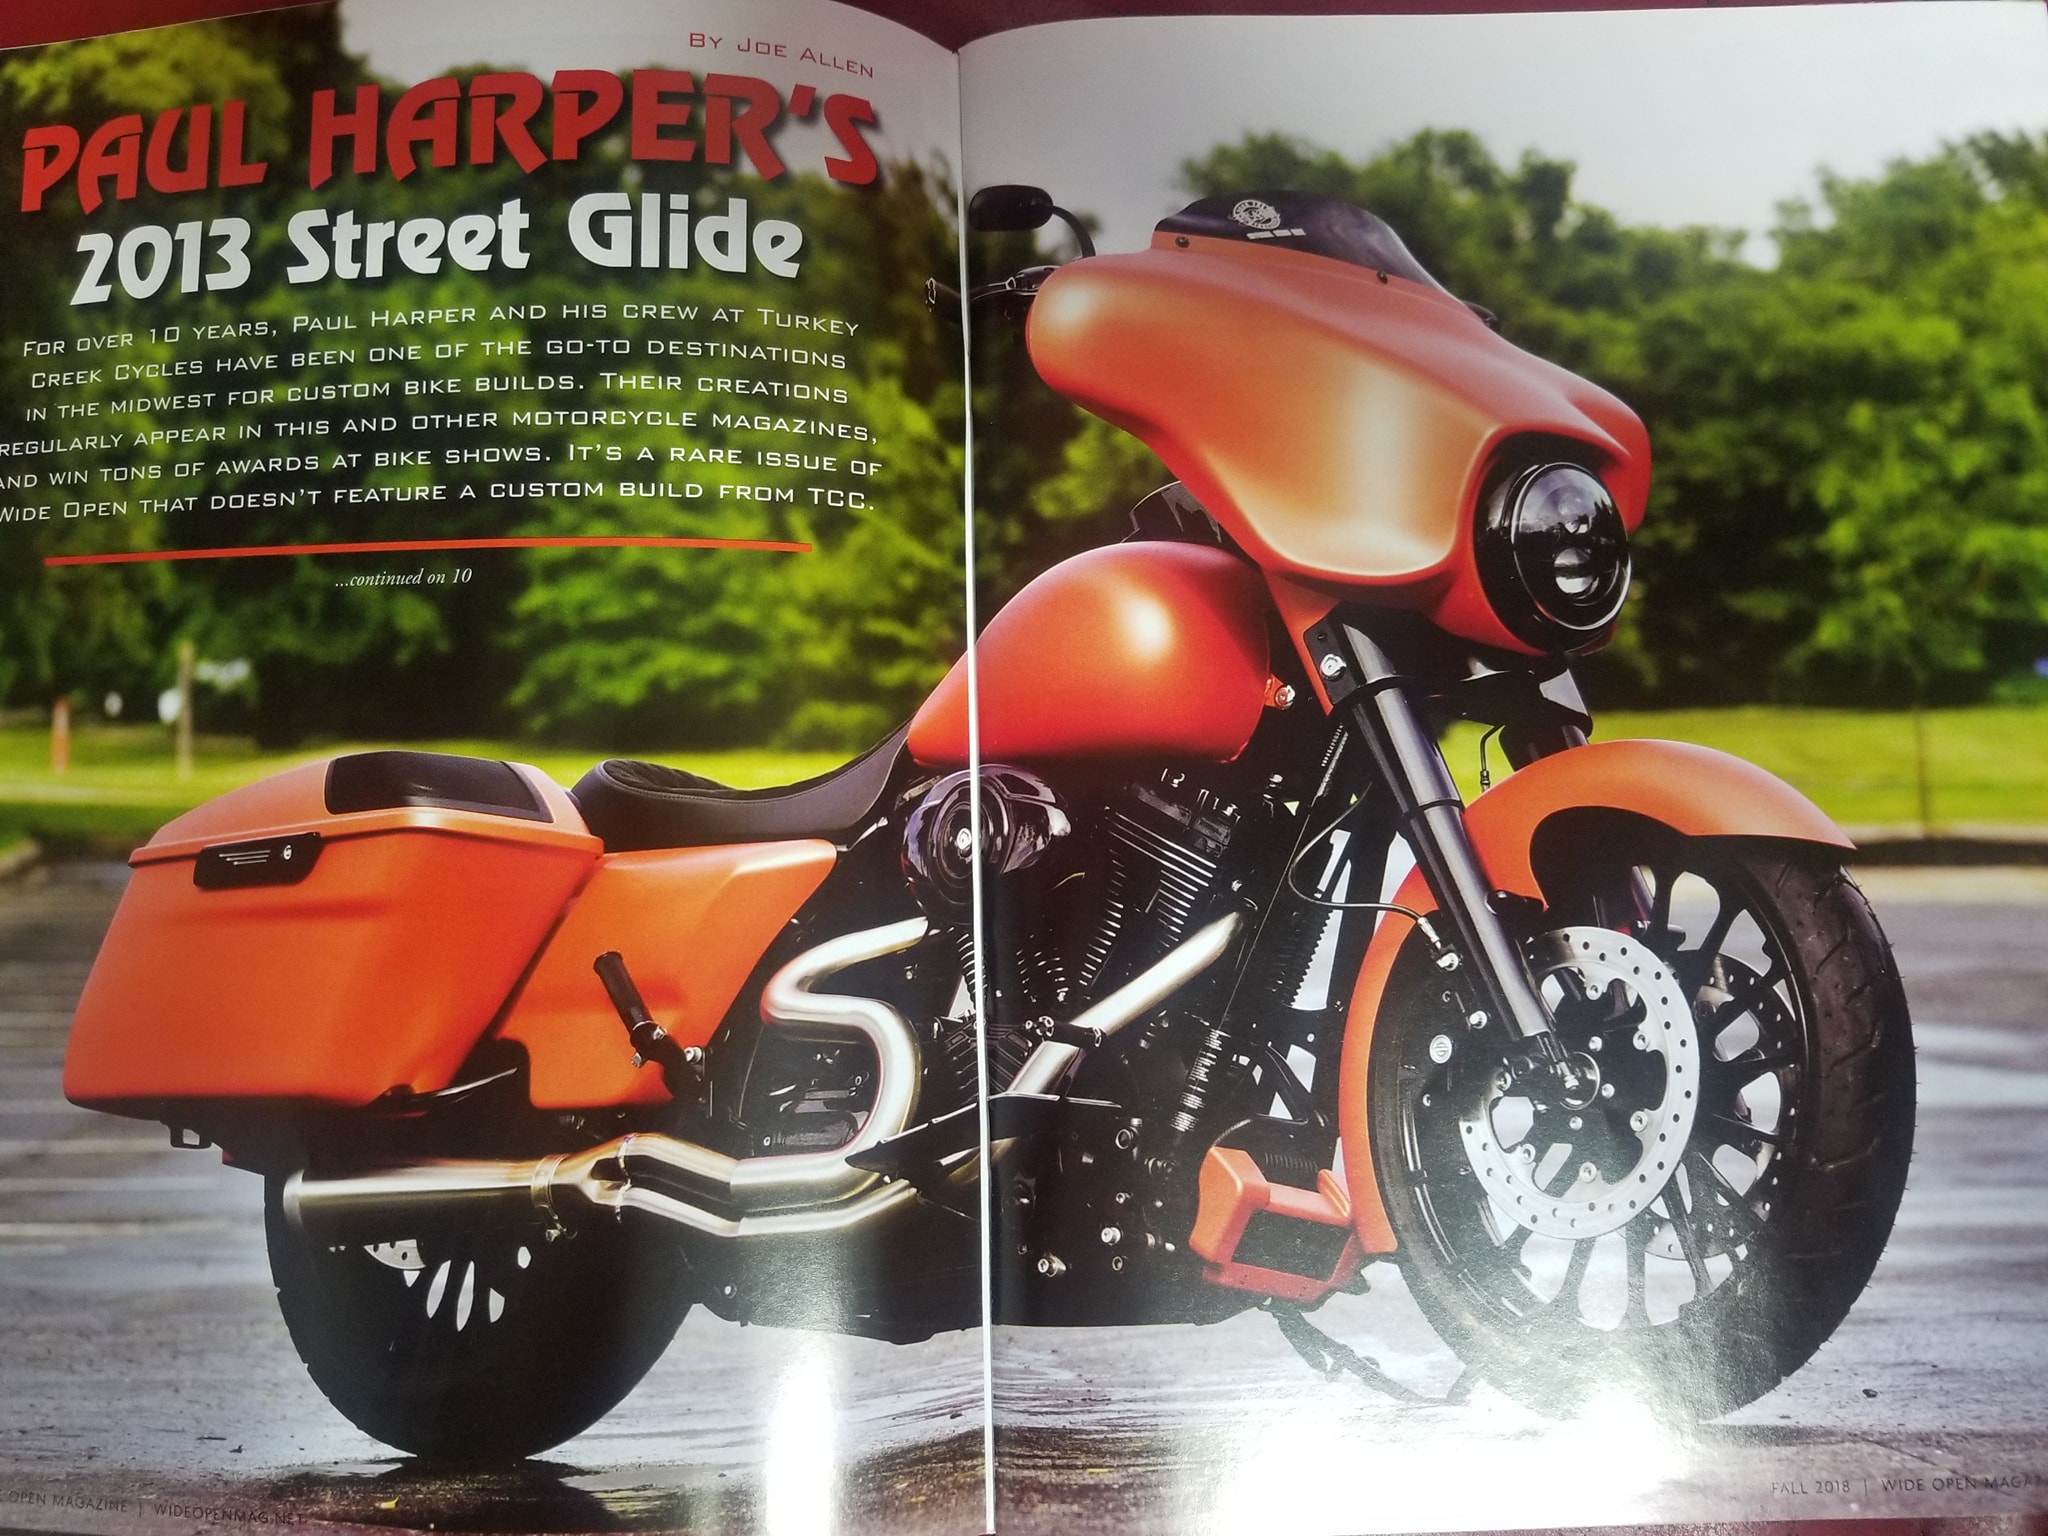 By Joe Allen
PAUL HARPER'S
2013 Street Glide
For over 10 years, Paul Harper and his crew at Turkey
Creek Cycles have been one of the go-to destinations
in the midwest for custom bike builds. Their creations
regularly appear in this and other motorcycle magazines,
and win tons of awards at bike shows. It's a rare issue of
Wide Open that doesn't feature a custom build from TCC.
...continued on 10
OPEN MAGAZINE | WIDEOPENMAG.NET
FALL 2018 | WIDE OPEN MAGAZ